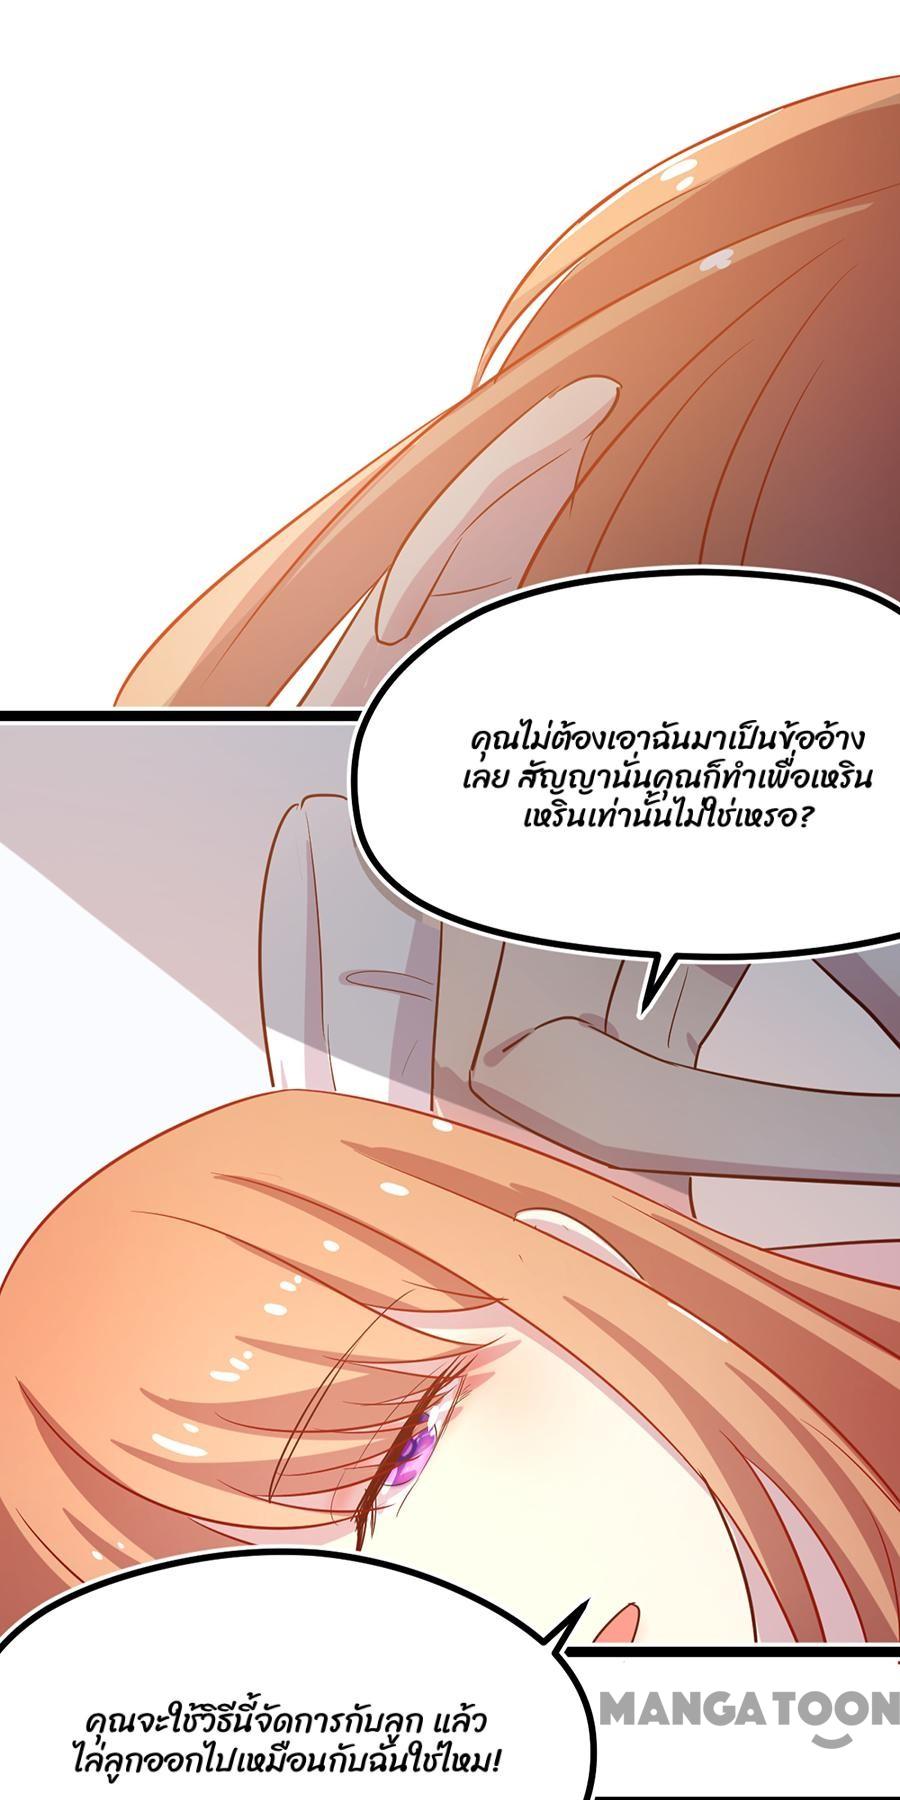 คุณไม่ต้องเอาฉันมาเป็นข้ออ้าง
เลย สัญญานั่นคุณก็ทำเพื่อเหริน
เหรินเท่านั้นไม่ใช่เหรอ?
คุณจะใช้วิธีนี้จัดการกับลูก แล้ว
ไล่ลูกออกไปเหมือนกับฉันใช่ไหม!
MANGATOON